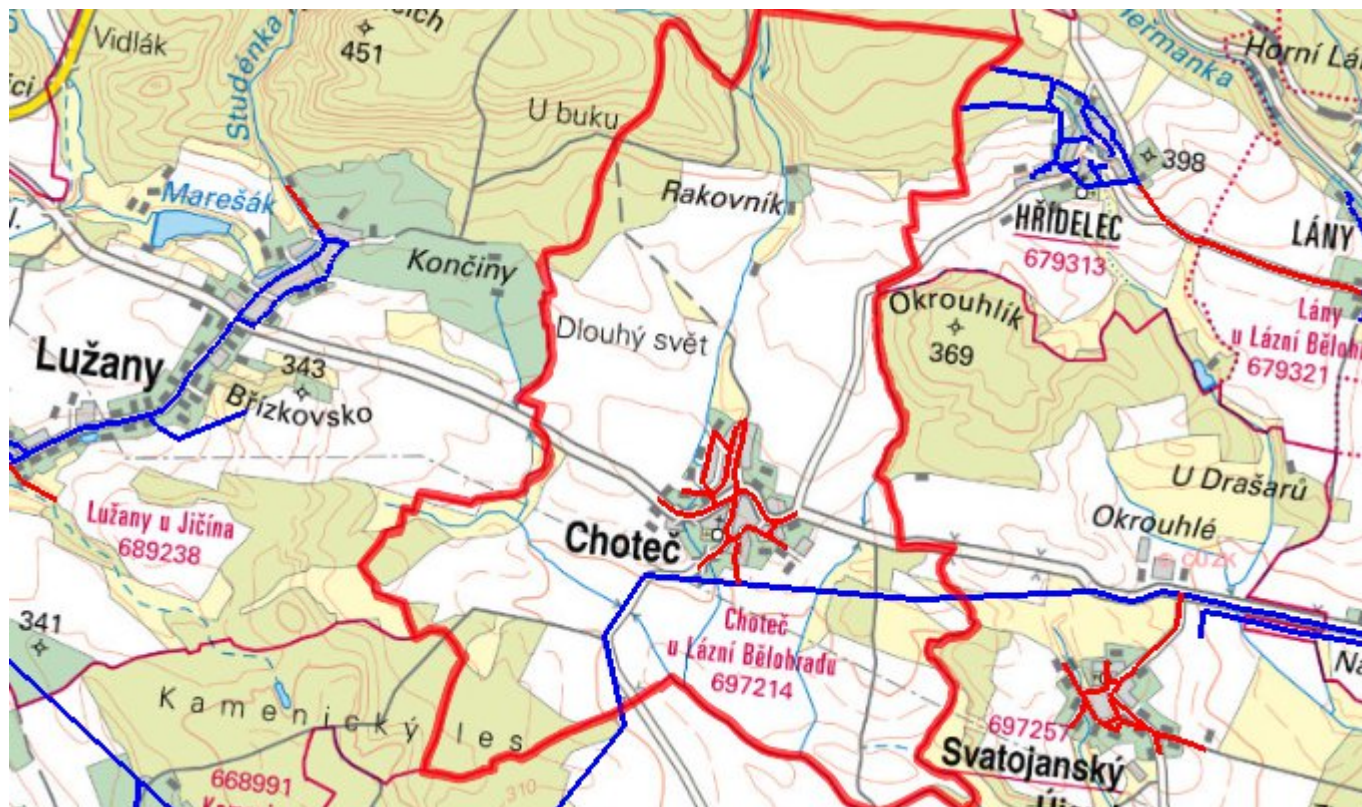 Vidlák
451
Studénka
U buku
Horní
398
Rakovník
Marešák
HŘÍDELEC
679313
LÁNY
Končiny
Okrouhlík
369
Lány
u Lázní
679321
Dlouhý svět
Lužany
343
Břízkovsko
U Drašarů
Lužany u Jičína
689238
Okrouhlé
Choteč
© ČÚZK
341
Choteč
u Lázní Bělohradu
697214
Kamenický les
697257
Svatojanský
668991
310